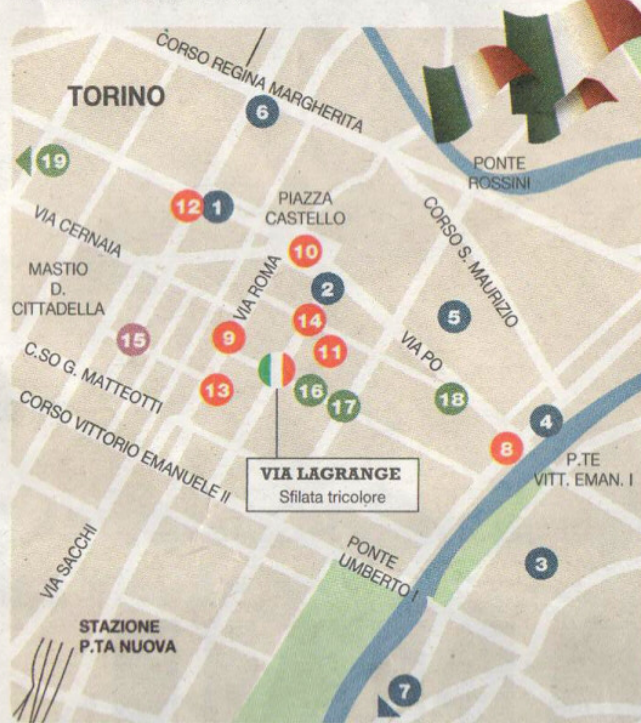 CORSO REGINA MARGHERITA
TORINO
6
19
PONTE
ROSSINI
12
1
PIAZZA
CASTELLO
CORSO S. MAURIZIO
VIA CERNAIA
10
MASTIO
D.
CITTADELLA
VIA ROMA
2
5
14
15
9
11
VIA PO
C.SO G. MATTEOTTI
13
16
17
18
CORSO VITTORIO EMANUELE II
4
8
VIA LAGRANGE
Sfilata tricolore
P.TE
VITT. EMAN. I
PONTE
UMBERTO I
3
VIA SACCHI
STAZIONE
P.TA NUOVA
7